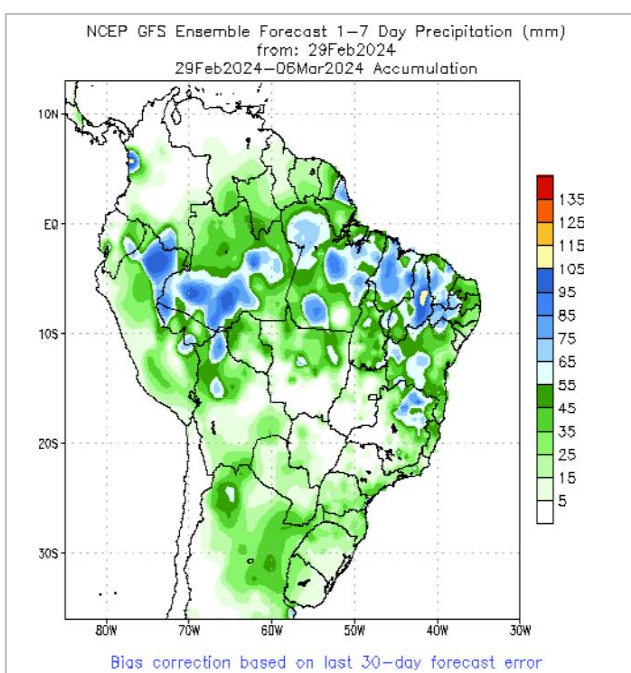 NCEP GFS Ensemble Forecast 1–7 Day Precipitation (mm)
from: 29Feb2024
29Feb2024–06Mar2024 Accumulation
10N
EQ
10S
20S
30S
80W 70W 60W 50W 40W 30W
135
125
115
105
95
85
75
65
55
45
35
25
15
5
Bias correction based on last 30–day forecast error